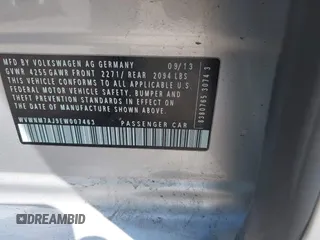 MFD BY VOLKSWAGEN AG GERMANY 09/13
GVWR 4255 GAWR FRONT 2271/ REAR 2094 LBS
THIS VEHICLE CONFORMS TO ALL APPLICABLE U.S.
FEDERAL MOTOR VEHICLE SAFETY, BUMPER AND
THEFT PREVENTION STANDARDS IN EFFECT ON
THE DATE OF MANUFACTURE SHOWN ABOVE.
PASSENGER CAR
DREAMBID